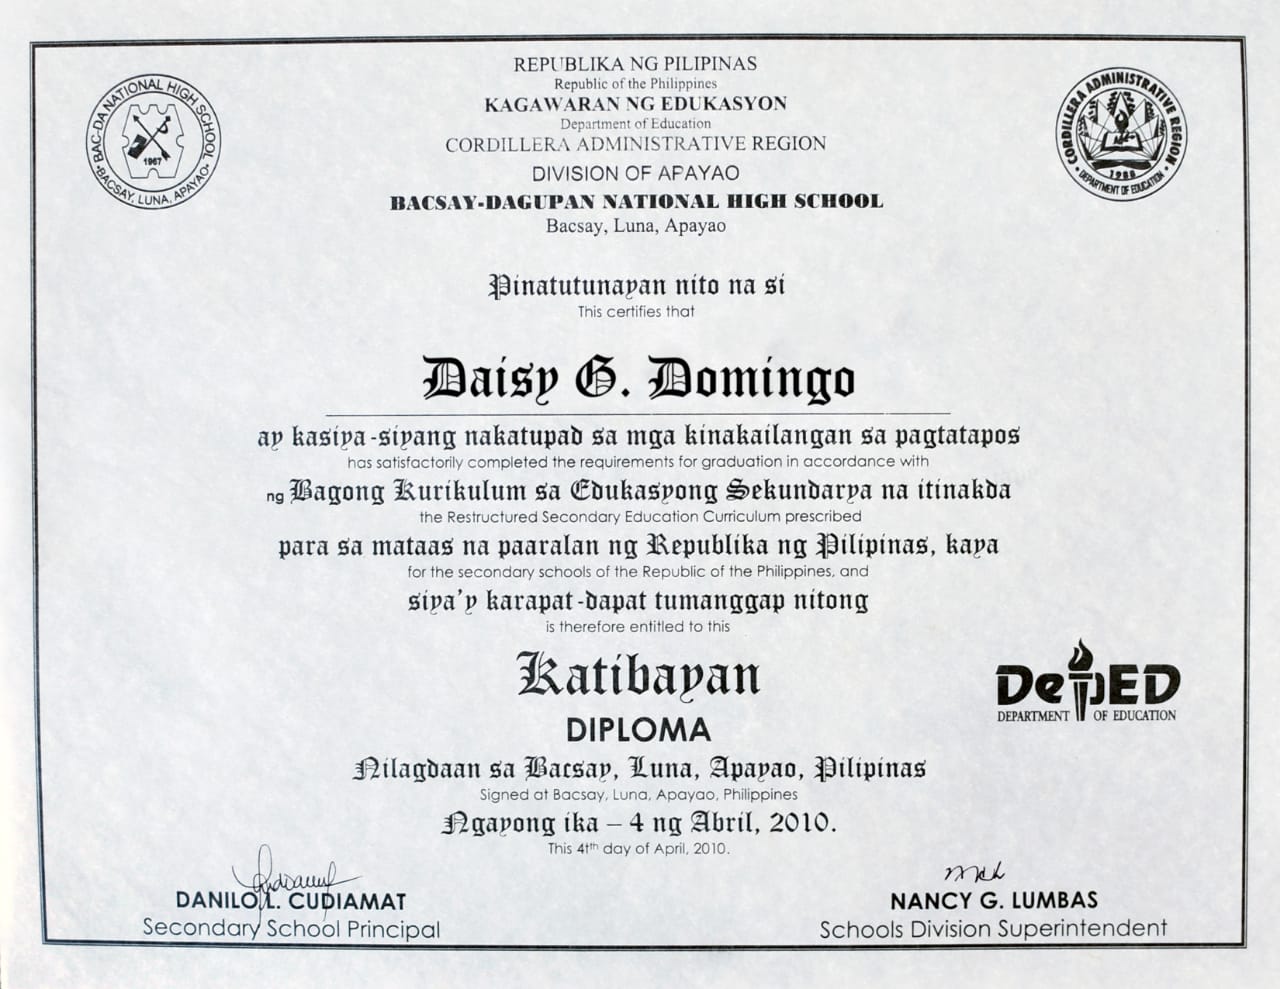 REPUBLIKA NG PILIPINAS
Republic of the Philippines
KAGAWARAN NG EDUKASYON
Department of Education
CORDILLERA ADMINISTRATIVE REGION
DIVISION OF APAYAO
BACSAY-DAGUPAN NATIONAL HIGH SCHOOL
Bacsay, Luna, Apayao
BAC-DA NATIONAL HIGH SCHOOL
1967
BACSAY, LUNA, APAYAO
CORDILLERA ADMINISTRATIVE REGION
1988
DEPARTMENT OF EDUCATION
Pinatutunayan nito na si
This certifies that
Daisy G. Domingo
ay kasiya-siyang nakatupad sa mga kinakailangan sa pagtatapos
has satisfactorily completed the requirements for graduation in accordance with
ng Bagong Kurikulum sa Edukasyong Sekundarya na itinakda
the Restructured Secondary Education Curriculum prescribed
para sa mataas na paaralan ng Republika ng Pilipinas, kaya
for the secondary schools of the Republic of the Philippines, and
siya'y karapat-dapat tumanggap nitong
is therefore entitled to this
Katibayan
DIPLOMA
DepED
DEPARTMENT OF EDUCATION
Nilagdaan sa Bacsay, Luna, Apayao, Pilipinas
Signed at Bacsay, Luna, Apayao, Philippines
Ngayong ika – 4 ng Abril, 2010.
This 4th day of April, 2010.
DANILO L. CUDIAMAT
Secondary School Principal
NANCY G. LUMBAS
Schools Division Superintendent